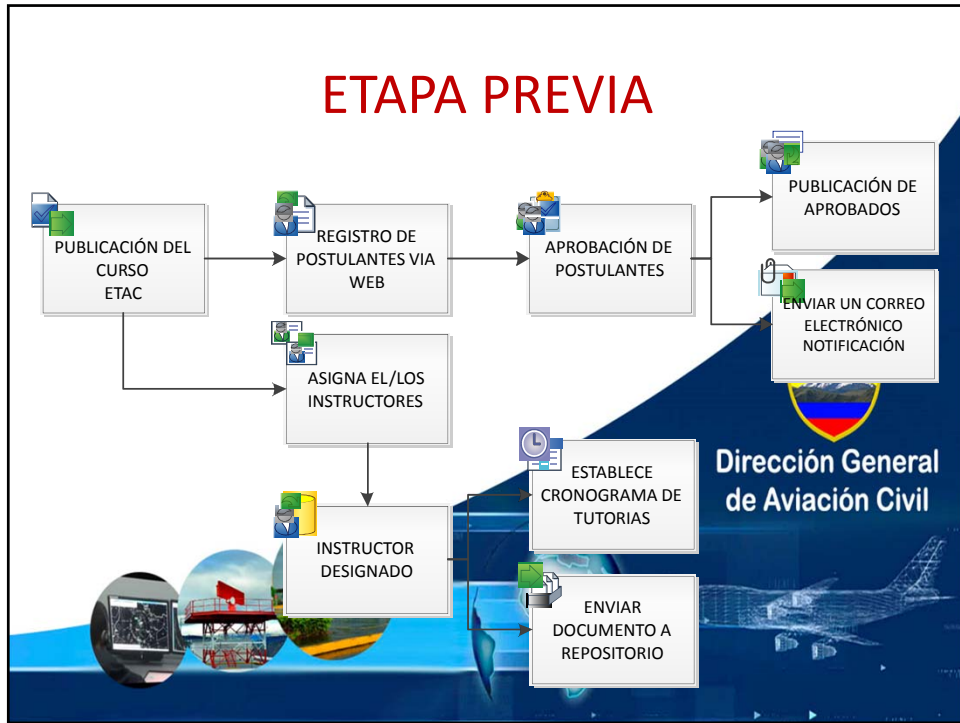 ETAPA PREVIA
PUBLICACIÓN DEL
CURSO
ETAC
REGISTRO DE
POSTULANTES VIA
WEB
APROBACIÓN DE
POSTULANTES
PUBLICACIÓN DE
APROBADOS
ENVIAR UN CORREO
ELECTRÓNICO
NOTIFICACIÓN
ASIGNA EL/LOS
INSTRUCTORES
INSTRUCTOR
DESIGNADO
ESTABLECE
CRONOGRAMA DE
TUTORIAS
ENVIAR
DOCUMENTO A
REPOSITORIO
Dirección General
de Aviación Civil